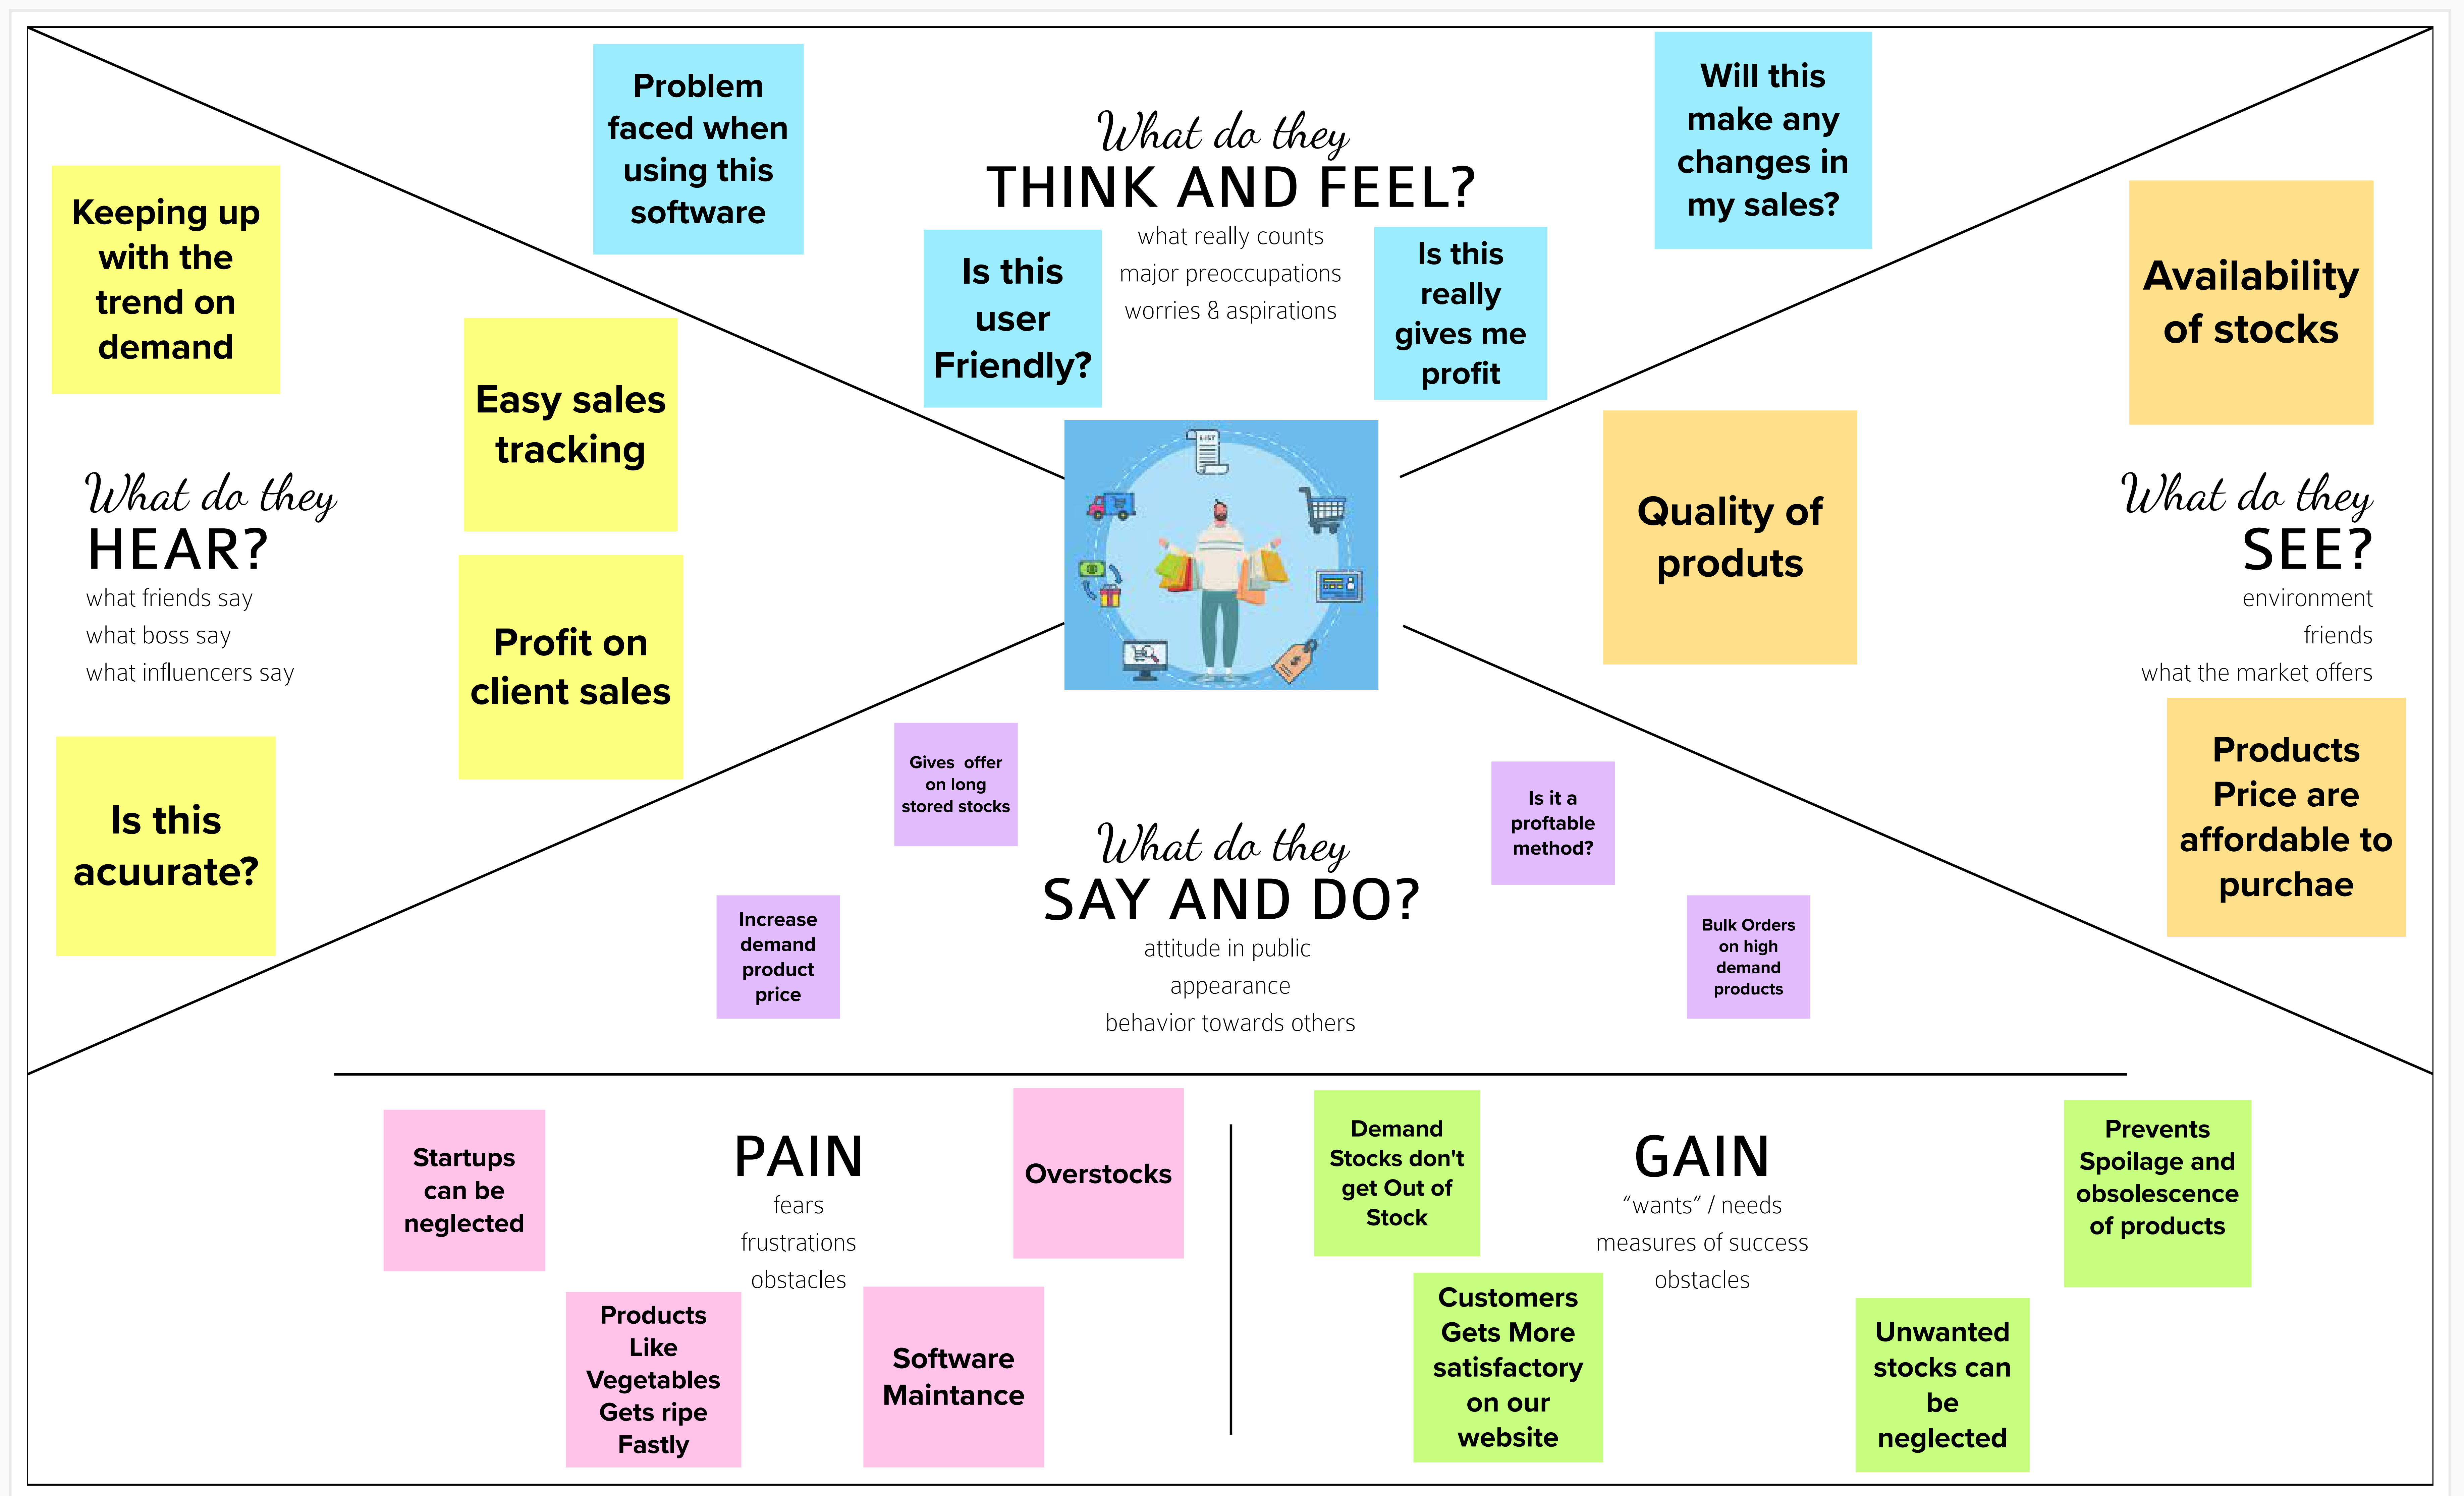 Problem
faced when
using this
software
What do they
THINK AND FEEL?
what really counts
major preoccupations
worries & aspirations
Is this
user
Friendly?
Is this
really
gives me
profit
Will this
make any
changes in
my sales?
Keeping up
with the
trend on
demand
Easy sales
tracking
What do they
HEAR?
what friends say
what boss say
what influencers say
Profit on
client sales
Is this
acuurate?
LIST
Availability
of stocks
Quality of
produts
What do they
SEE?
environment
friends
what the market offers
Products
Price are
affordable to
purchae
Gives offer
on long
stored stocks
Increase
demand
product
price
What do they
SAY AND DO?
attitude in public
appearance
behavior towards others
Is it a
proftable
method?
Bulk Orders
on high
demand
products
Startups
can be
neglected
PAIN
fears
frustrations
obstacles
Overstocks
Products
Like
Vegetables
Gets ripe
Fastly
Software
Maintance
Demand
Stocks don't
get Out of
Stock
GAIN
“wants” / needs
measures of success
obstacles
Prevents
Spoilage and
obsolescence
of products
Customers
Gets More
satisfactory
on our
website
Unwanted
stocks can
be
neglected